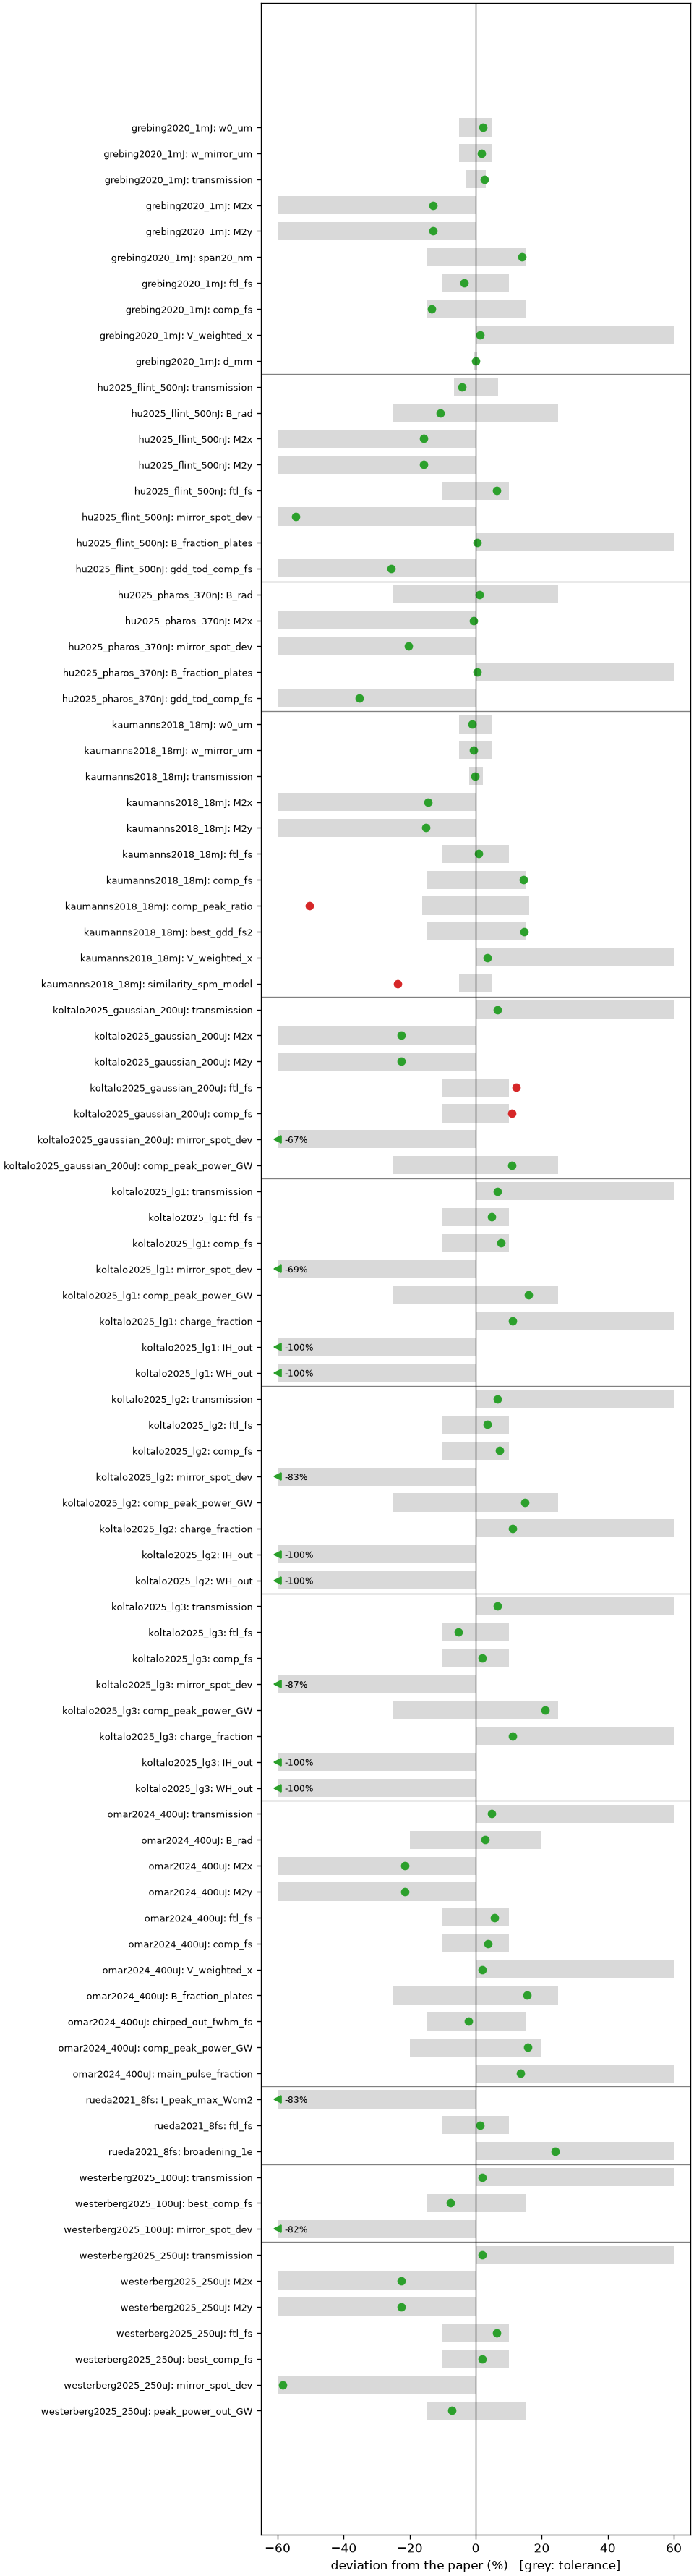 grebing2020_1mJ: w0_um
grebing2020_1mJ: w_mirror_um
grebing2020_1mJ: transmission
grebing2020_1mJ: M2x
grebing2020_1mJ: M2y
grebing2020_1mJ: span20_nm
grebing2020_1mJ: ftl_fs
grebing2020_1mJ: comp_fs
grebing2020_1mJ: V_weighted_x
grebing2020_1mJ: d_mm
hu2025_flint_500nJ: transmission
hu2025_flint_500nJ: B_rad
hu2025_flint_500nJ: M2x
hu2025_flint_500nJ: M2y
hu2025_flint_500nJ: ftl_fs
hu2025_flint_500nJ: mirror_spot_dev
hu2025_flint_500nJ: B_fraction_plates
hu2025_flint_500nJ: gdd_tod_comp_fs
hu2025_pharos_370nJ: B_rad
hu2025_pharos_370nJ: M2x
hu2025_pharos_370nJ: mirror_spot_dev
hu2025_pharos_370nJ: B_fraction_plates
hu2025_pharos_370nJ: gdd_tod_comp_fs
kaumanns2018_18mJ: w0_um
kaumanns2018_18mJ: w_mirror_um
kaumanns2018_18mJ: transmission
kaumanns2018_18mJ: M2x
kaumanns2018_18mJ: M2y
kaumanns2018_18mJ: ftl_fs
kaumanns2018_18mJ: comp_fs
kaumanns2018_18mJ: comp_peak_ratio
kaumanns2018_18mJ: best_gdd_fs2
kaumanns2018_18mJ: V_weighted_x
kaumanns2018_18mJ: similarity_spm_model
koltalo2025_gaussian_200uJ: transmission
koltalo2025_gaussian_200uJ: M2x
koltalo2025_gaussian_200uJ: M2y
koltalo2025_gaussian_200uJ: ftl_fs
koltalo2025_gaussian_200uJ: comp_fs
koltalo2025_gaussian_200uJ: mirror_spot_dev -67%
koltalo2025_gaussian_200uJ: comp_peak_power_GW
koltalo2025_lg1: transmission
koltalo2025_lg1: ftl_fs
koltalo2025_lg1: comp_fs
koltalo2025_lg1: mirror_spot_dev -69%
koltalo2025_lg1: comp_peak_power_GW
koltalo2025_lg1: charge_fraction
koltalo2025_lg1: IH_out -100%
koltalo2025_lg1: WH_out -100%
koltalo2025_lg2: transmission
koltalo2025_lg2: ftl_fs
koltalo2025_lg2: comp_fs
koltalo2025_lg2: mirror_spot_dev -83%
koltalo2025_lg2: comp_peak_power_GW
koltalo2025_lg2: charge_fraction
koltalo2025_lg2: IH_out -100%
koltalo2025_lg2: WH_out -100%
koltalo2025_lg3: transmission
koltalo2025_lg3: ftl_fs
koltalo2025_lg3: comp_fs
koltalo2025_lg3: mirror_spot_dev -87%
koltalo2025_lg3: comp_peak_power_GW
koltalo2025_lg3: charge_fraction
koltalo2025_lg3: IH_out -100%
koltalo2025_lg3: WH_out -100%
omar2024_400uJ: transmission
omar2024_400uJ: B_rad
omar2024_400uJ: M2x
omar2024_400uJ: M2y
omar2024_400uJ: ftl_fs
omar2024_400uJ: comp_fs
omar2024_400uJ: V_weighted_x
omar2024_400uJ: B_fraction_plates
omar2024_400uJ: chirped_out_fwhm_fs
omar2024_400uJ: comp_peak_power_GW
omar2024_400uJ: main_pulse_fraction
rueda2021_8fs: I_peak_max_Wcm2 -83%
rueda2021_8fs: ftl_fs
rueda2021_8fs: broadening_1e
westerberg2025_100uJ: transmission
westerberg2025_100uJ: best_comp_fs
westerberg2025_100uJ: mirror_spot_dev -82%
westerberg2025_250uJ: transmission
westerberg2025_250uJ: M2x
westerberg2025_250uJ: M2y
westerberg2025_250uJ: ftl_fs
westerberg2025_250uJ: best_comp_fs
westerberg2025_250uJ: mirror_spot_dev
westerberg2025_250uJ: peak_power_out_GW
−60 −40 −20 0 20 40 60
deviation from the paper (%) [grey: tolerance]